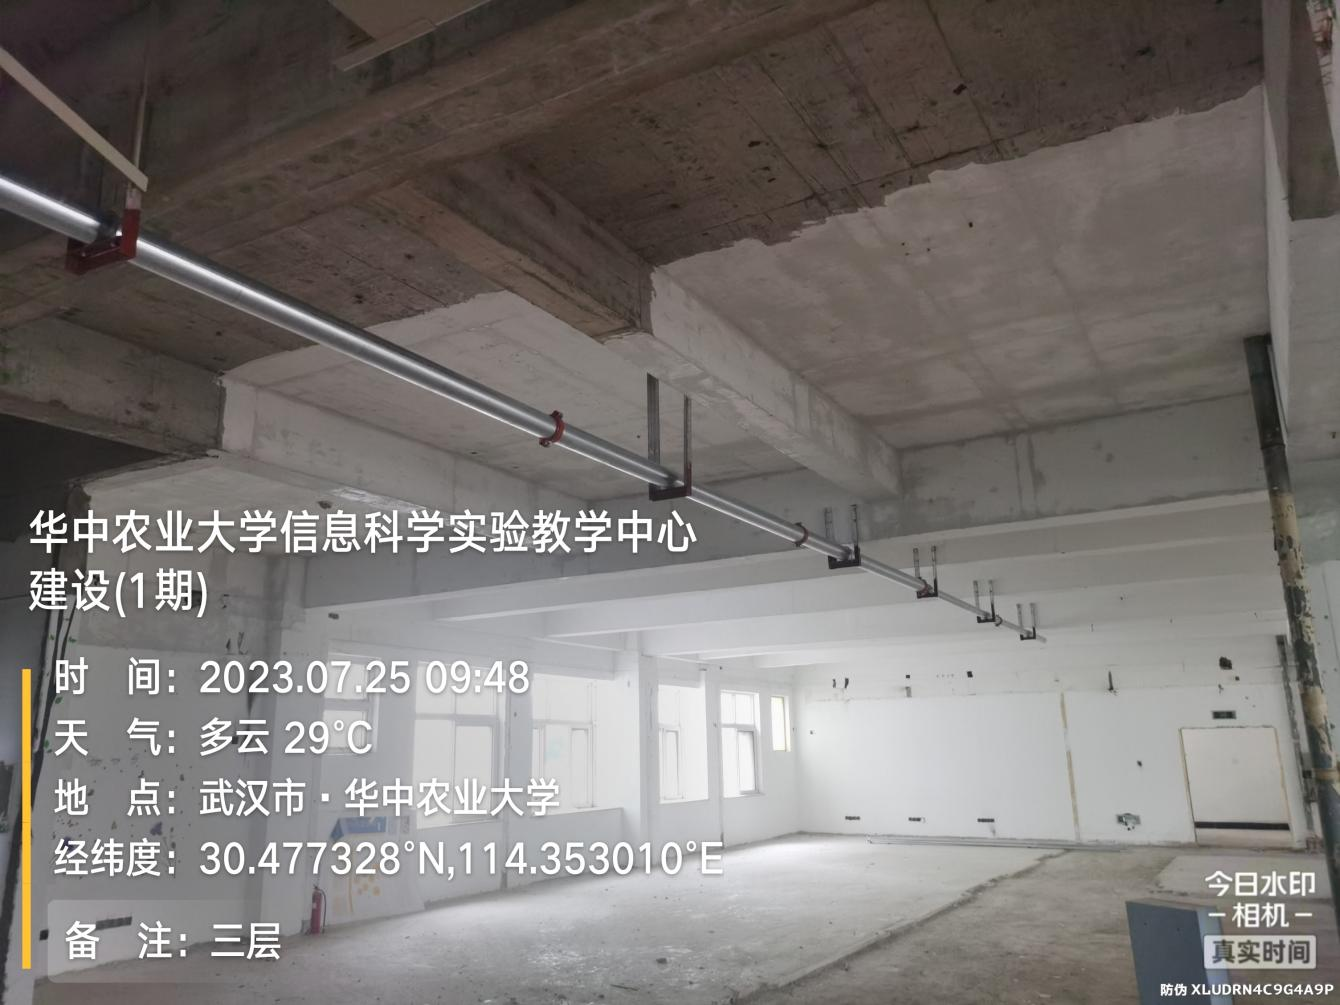 华中农业大学信息科学实验教学中心
建设(1期)
时 间：2023.07.25 09:48
天 气：多云 29℃
地 点：武汉市·华中农业大学
经纬度：30.477328°N,114.353010°E
备 注：三层
今日水印
相机
真实时间
防伪 XLUDRN4C9G4A9P